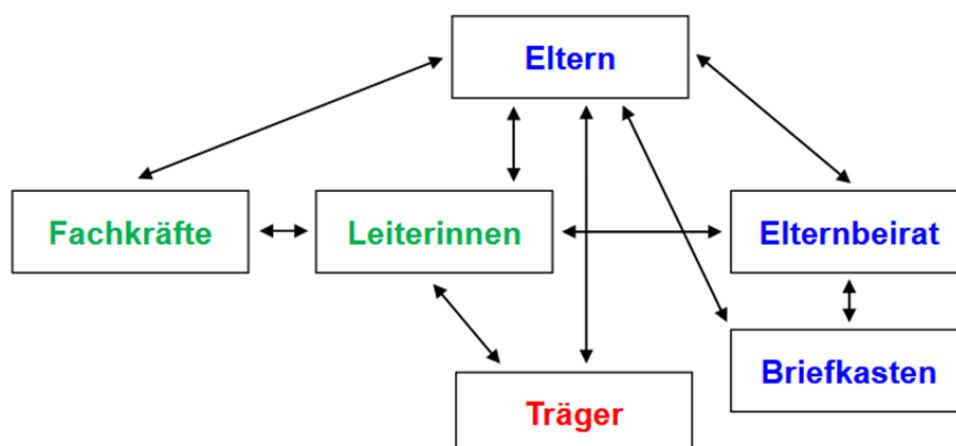 Eltern
Fachkräfte
Leiterinnen
Elternbeirat
Briefkasten
Träger